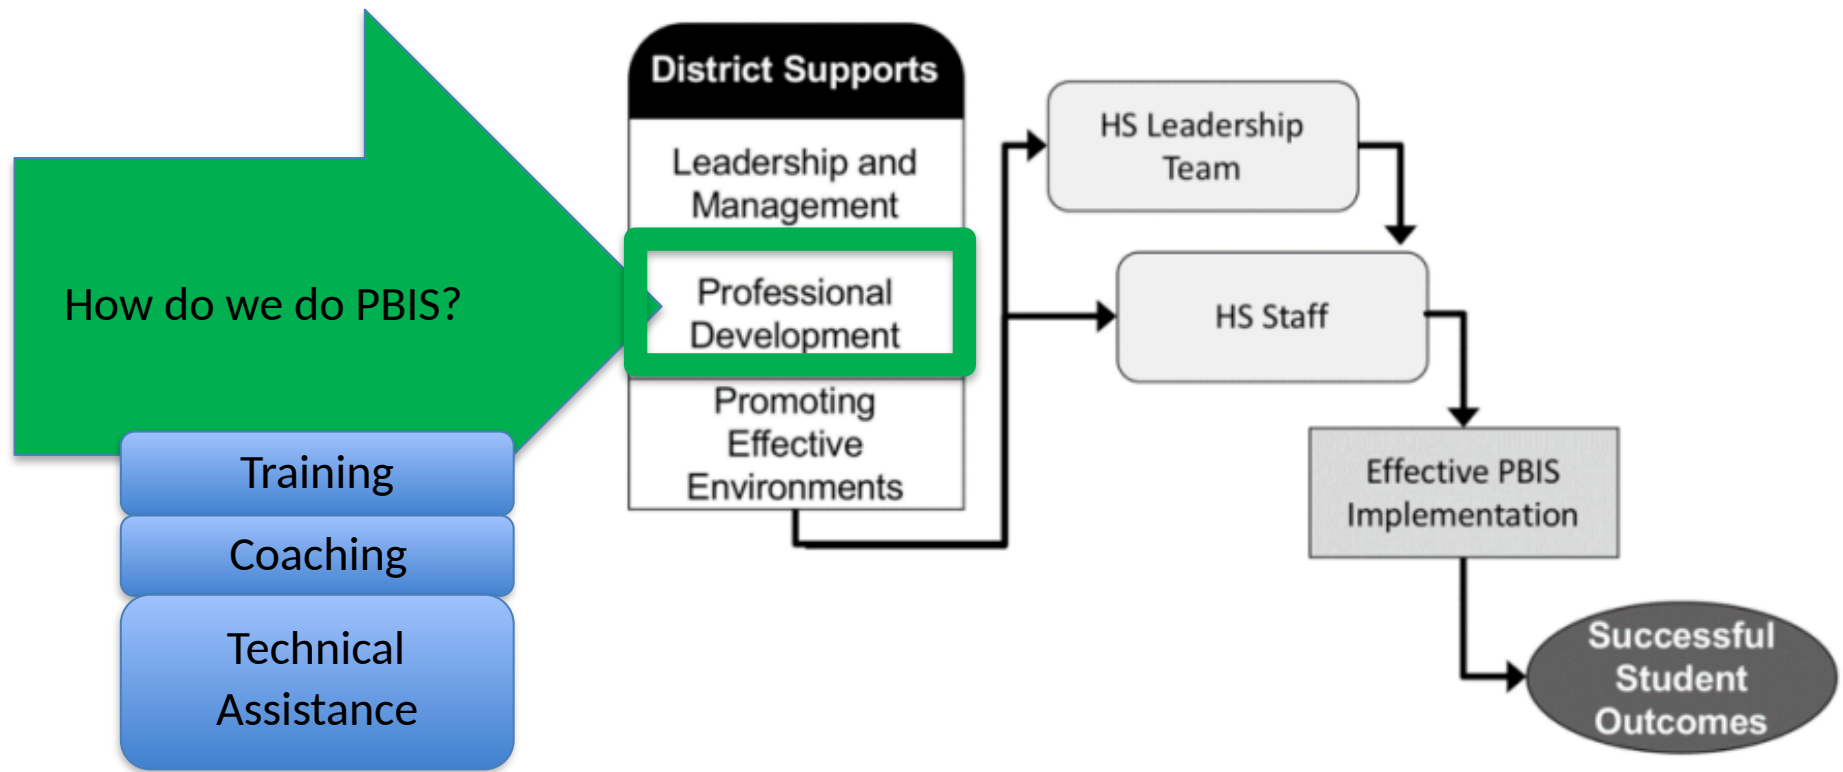 How do we do PBIS?
Training
Coaching
Technical
Assistance
District Supports
Leadership and
Management
Professional
Development
Promoting
Effective
Environments
HS Leadership
Team
HS Staff
Effective PBIS
Implementation
Successful
Student
Outcomes